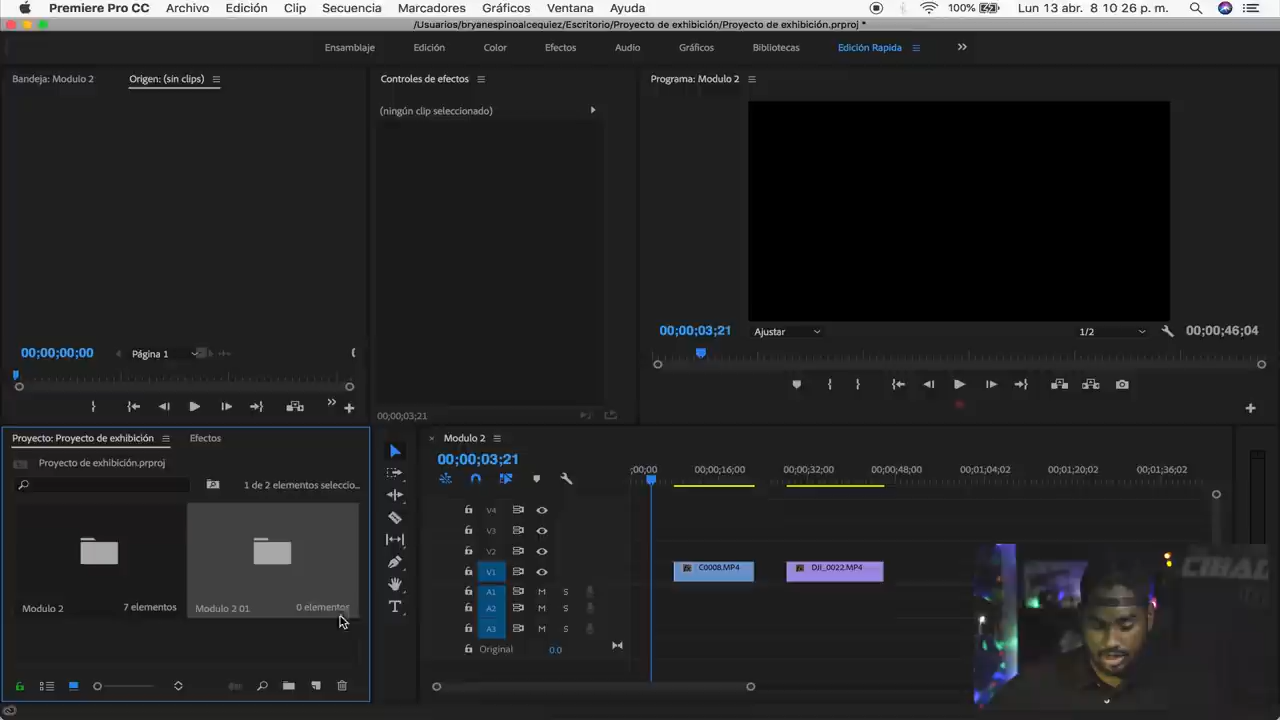 Premiere Pro CC Archivo Edición Clip Secuencia Marcadores Gráficos Ventana Ayuda 100% Lun 13 abr. 8 10 26 p. m.
/Usuarios/bryanespinoalcequiez/Escritorio/Proyecto de exhibición/Proyecto de exhibición.prproj *
Ensamblaje Edición Color Efectos Audio Gráficos Bibliotecas Edición Rapida
Bandeja: Modulo 2 Origen: (sin clips) Controles de efectos Programa: Modulo 2
(ningún clip seleccionado)
00;00;03;21 Ajustar 1/2 00;00;46;04
00;00;00;00 Página 1
00;00;03;21
Proyecto: Proyecto de exhibición Efectos Modulo 2
Proyecto de exhibición.prproj 00;00;03;21
;00;00 00;00;16;00 00;00;32;00 00;00;48;00 00;01;04;02 00;01;20;02 00;01;36;02
1 de 2 elementos seleccio...
V4
V3
V2
V1 C0008.MP4 DJI_0022.MP4
A1 M S
Modulo 2 7 elementos Modulo 2 01 0 elementos A2 M S
A3 M S
Original 0.0